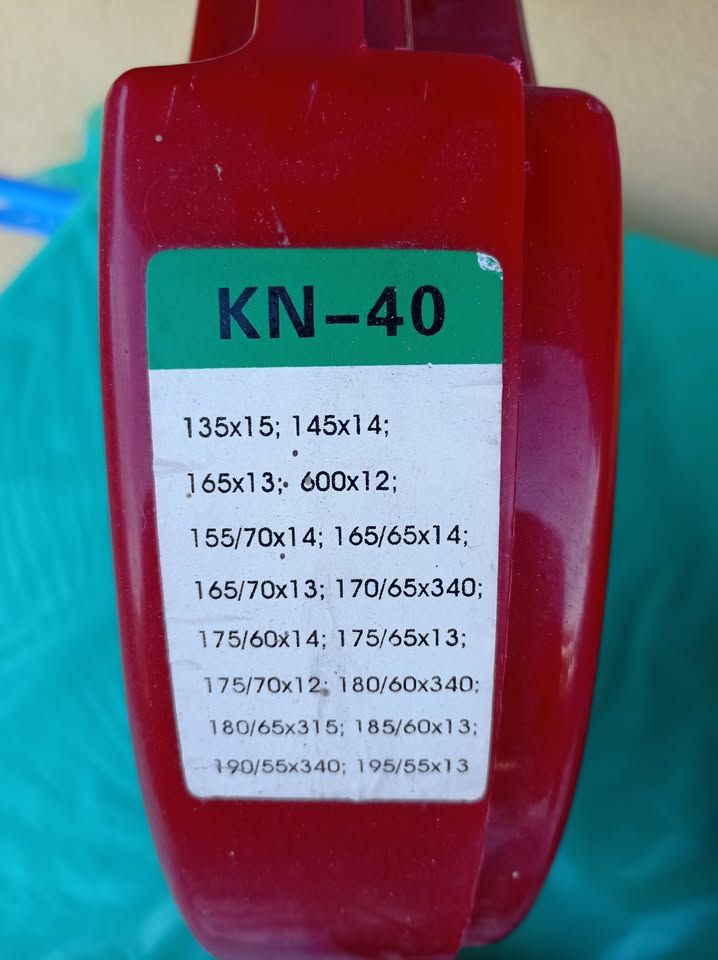 KN-40
135x15; 145x14;
165x13; 600x12;
155/70x14; 165/65x14;
165/70x13; 170/65x340;
175/60x14; 175/65x13;
175/70x12; 180/60x340;
180/65x315; 185/60x13;
190/55x340; 195/55x13